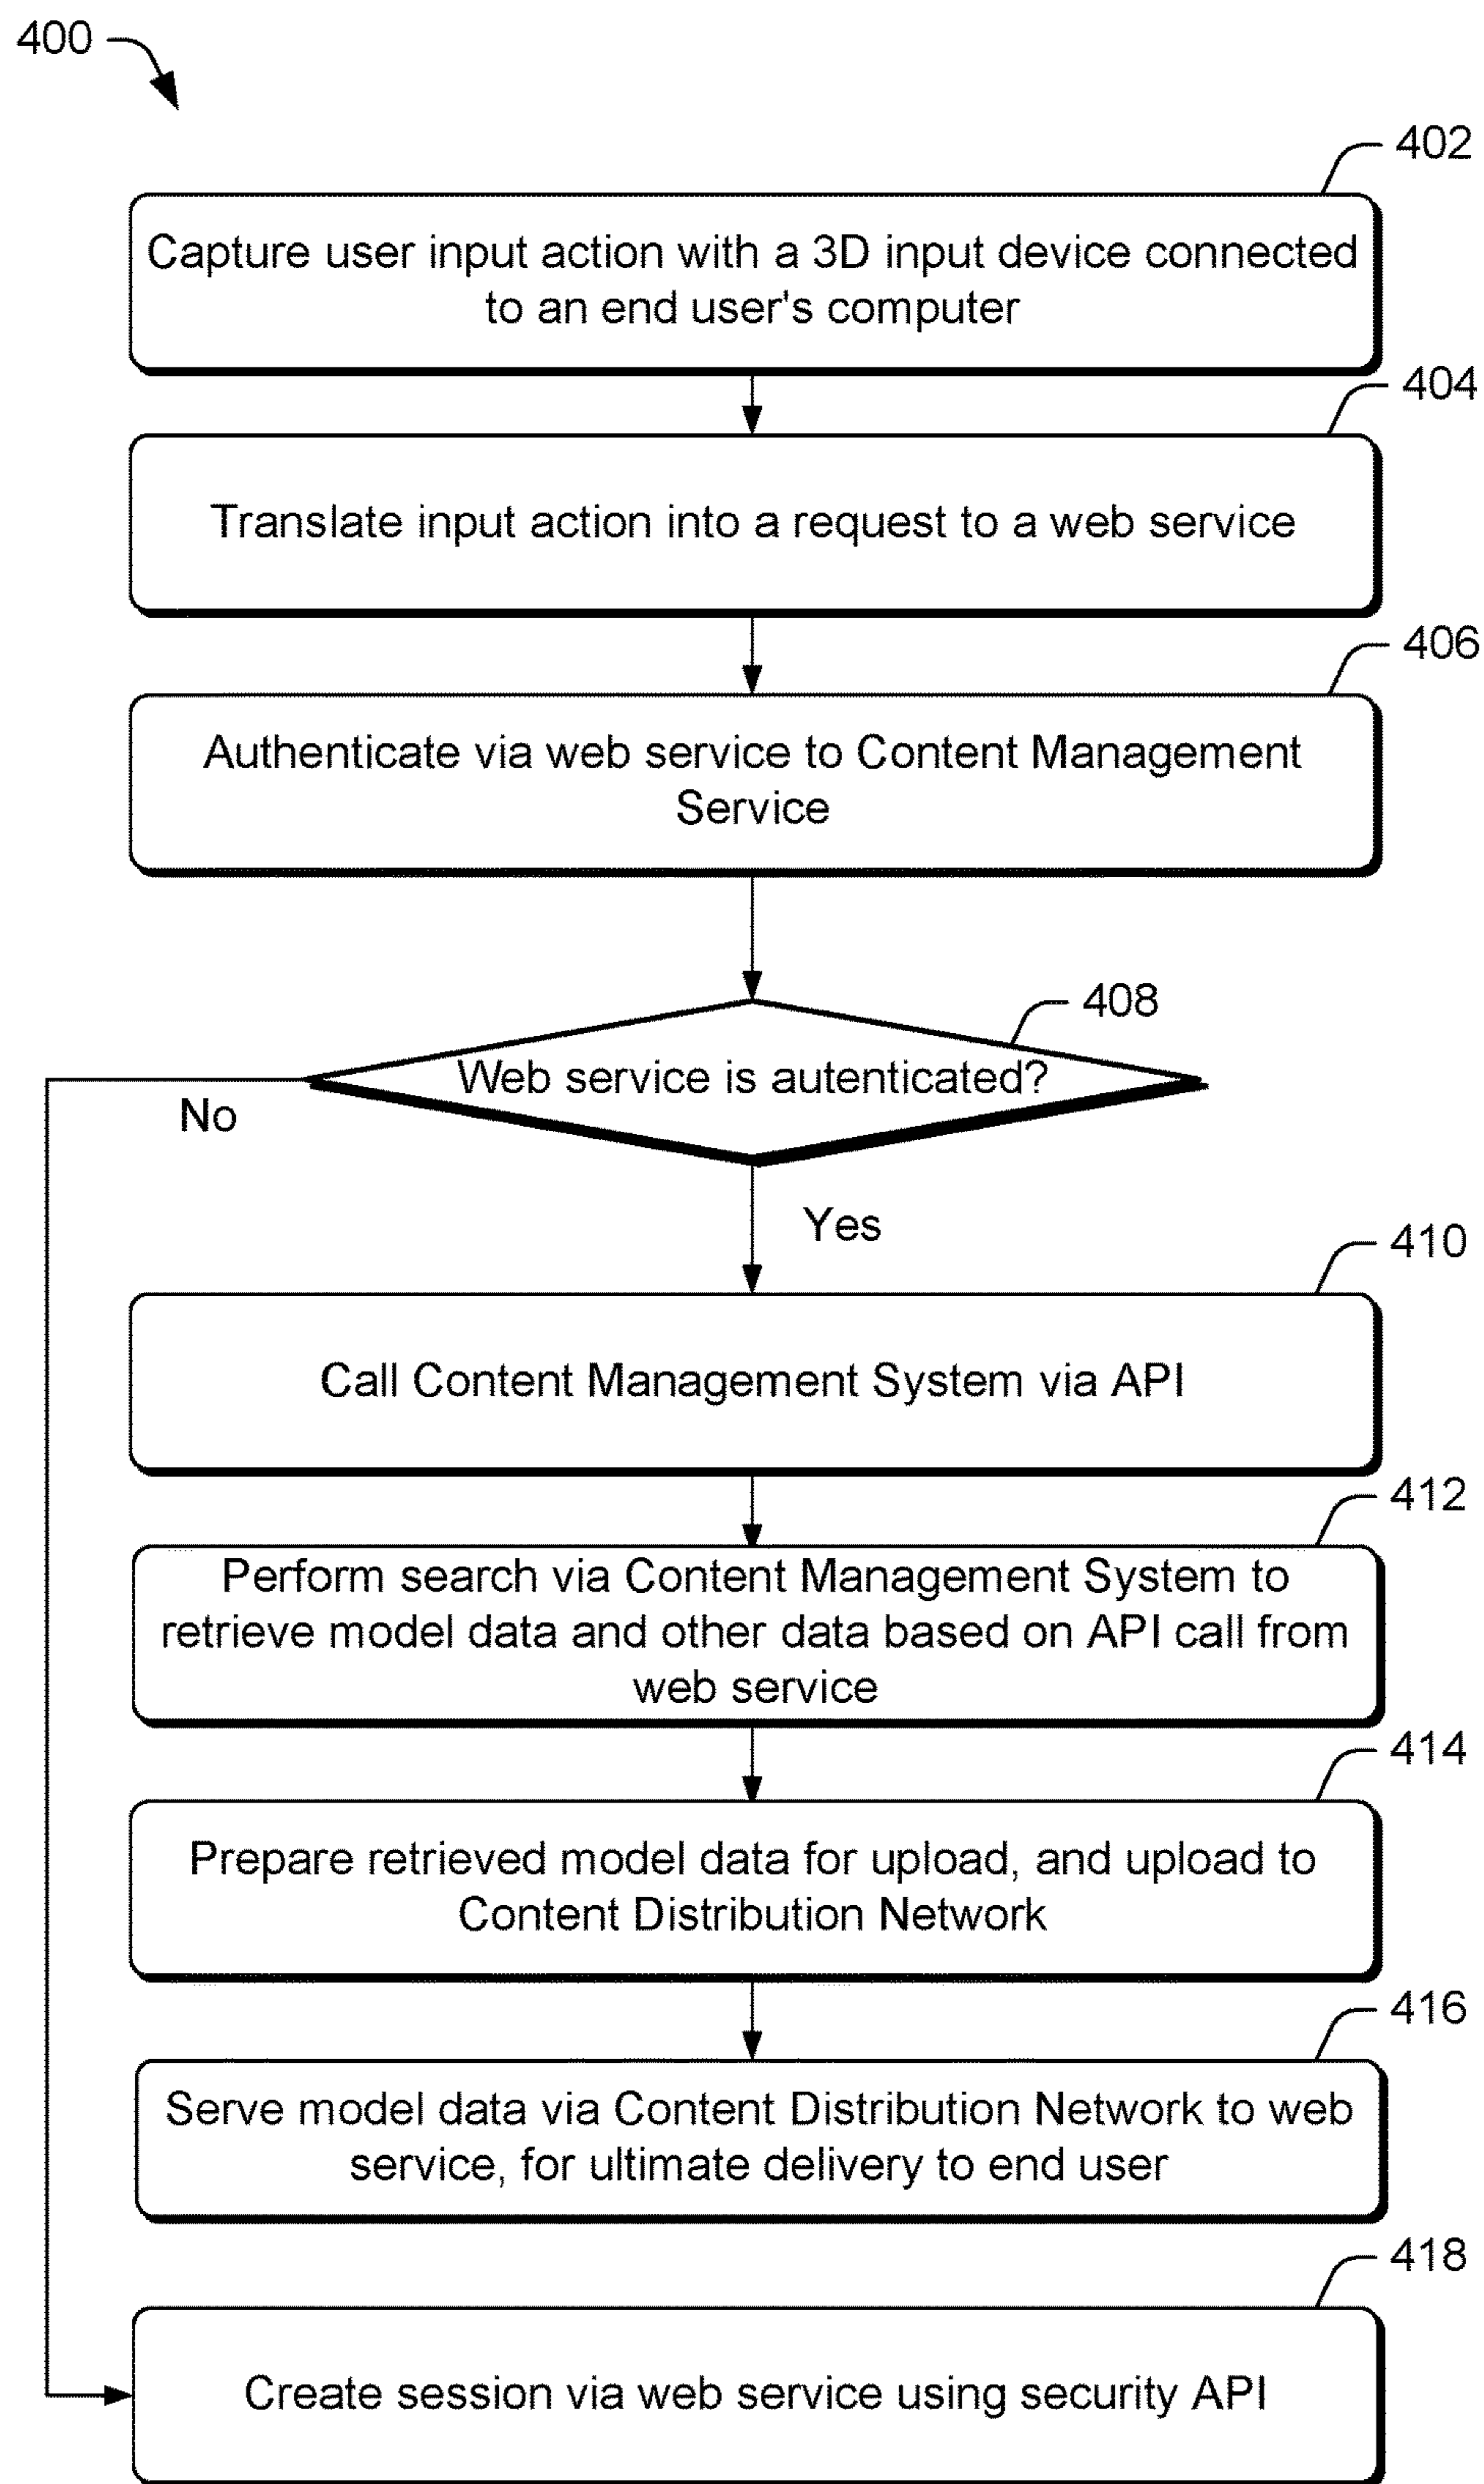 400
402
Capture user input action with a 3D input device connected
to an end user's computer
404
Translate input action into a request to a web service
406
Authenticate via web service to Content Management
Service
408
Web service is autenticated?
No
Yes
410
Call Content Management System via API
412
Perform search via Content Management System to
retrieve model data and other data based on API call from
web service
414
Prepare retrieved model data for upload, and upload to
Content Distribution Network
416
Serve model data via Content Distribution Network to web
service, for ultimate delivery to end user
418
Create session via web service using security API